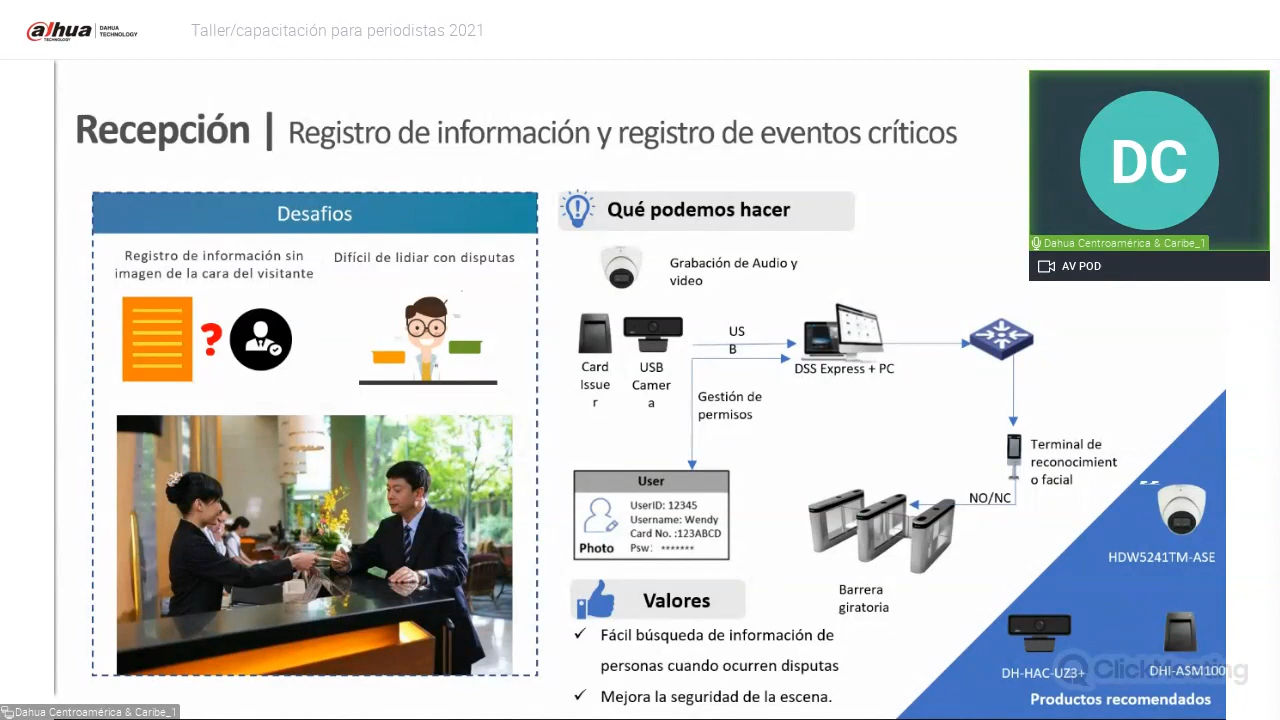 alhua
TECHNOLOGY
DAHUA
TECHNOLOGY
Taller/capacitación para periodistas 2021
Recepción | Registro de información y registro de eventos críticos
DC
Dahua Centroamérica & Caribe_1
AV POD
Desafios
Registro de información sin
imagen de la cara del visitante
Difícil de lidiar con disputas
?
Qué podemos hacer
Grabación de Audio y
video
US
B
Card
Issue
r
USB
Camer
a
DSS Express + PC
Gestión de
permisos
Terminal de
reconocimient
o facial
NO/NC
User
UserID: 12345
Username: Wendy
Card No. :123ABCD
Psw: *******
Photo
Barrera
giratoria
Valores
✓ Fácil búsqueda de información de
personas cuando ocurren disputas
✓ Mejora la seguridad de la escena.
HDW5241TM-ASE
DH-HAC-UZ3+
DHI-ASM100
ClickMeeting
Productos recomendados
Dahua Centroamérica & Caribe_1